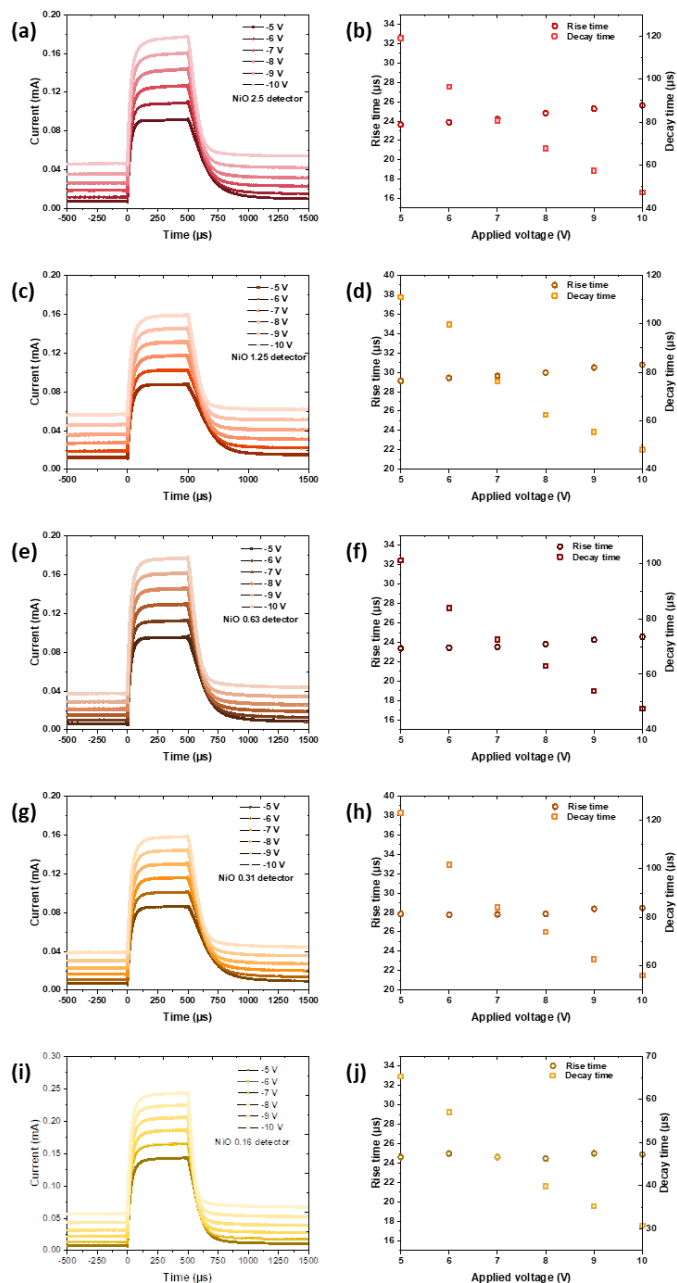 (a)
0.20
0.16
0.12
0.08
0.04
0.00
Current (mA)
-5 V
-6 V
-7 V
-8 V
-9 V
-10 V
NiO 2.5 detector
-500 -250 0 250 500 750 1000 1250 1500
Time (µs)
(b)
34
32
30
28
26
24
22
20
18
16
Rise time (µs)
Rise time
Decay time
120
100
80
60
40
Decay time (µs)
5 6 7 8 9 10
Applied voltage (V)
(c)
0.20
0.16
0.12
0.08
0.04
0.00
Current (mA)
-5 V
-6 V
-7 V
-8 V
-9 V
-10 V
NiO 1.25 detector
-500 -250 0 250 500 750 1000 1250 1500
Time (µs)
(d)
40
38
36
34
32
30
28
26
24
22
20
Rise time (µs)
Rise time
Decay time
120
100
80
60
40
Decay time (µs)
5 6 7 8 9 10
Applied voltage (V)
(e)
0.20
0.16
0.12
0.08
0.04
0.00
Current (mA)
-5 V
-6 V
-7 V
-8 V
-9 V
-10 V
NiO 0.63 detector
-500 -250 0 250 500 750 1000 1250 1500
Time (µs)
(f)
34
32
30
28
26
24
22
20
18
16
14
Rise time (µs)
Rise time
Decay time
100
80
60
40
Decay time (µs)
5 6 7 8 9 10
Applied voltage (V)
(g)
0.20
0.16
0.12
0.08
0.04
0.00
Current (mA)
-5 V
-6 V
-7 V
-8 V
-9 V
-10 V
NiO 0.31 detector
-500 -250 0 250 500 750 1000 1250 1500
Time (µs)
(h)
40
38
36
34
32
30
28
26
24
22
20
Rise time (µs)
Rise time
Decay time
120
100
80
60
Decay time (µs)
5 6 7 8 9 10
Applied voltage (V)
(i)
0.30
0.25
0.20
0.15
0.10
0.05
0.00
Current (mA)
-5 V
-6 V
-7 V
-8 V
-9 V
-10 V
NiO 0.16 detector
-500 -250 0 250 500 750 1000 1250 1500
Time (µs)
(j)
34
32
30
28
26
24
22
20
18
16
Rise time (µs)
Rise time
Decay time
70
60
50
40
30
Decay time (µs)
5 6 7 8 9 10
Applied voltage (V)